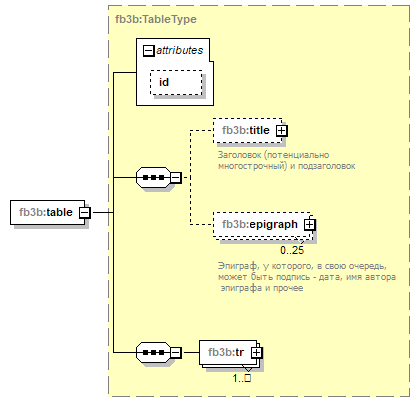 fb3b:TableType
attributes
id
fb3b:title
Заголовок (потенциально
многострочный) и подзаголовок
fb3b:table
fb3b:epigraph
0..25
Эпиграф, у которого, в свою очередь,
может быть подпись - дата, имя автора
эпиграфа и прочее
fb3b:tr
1..□